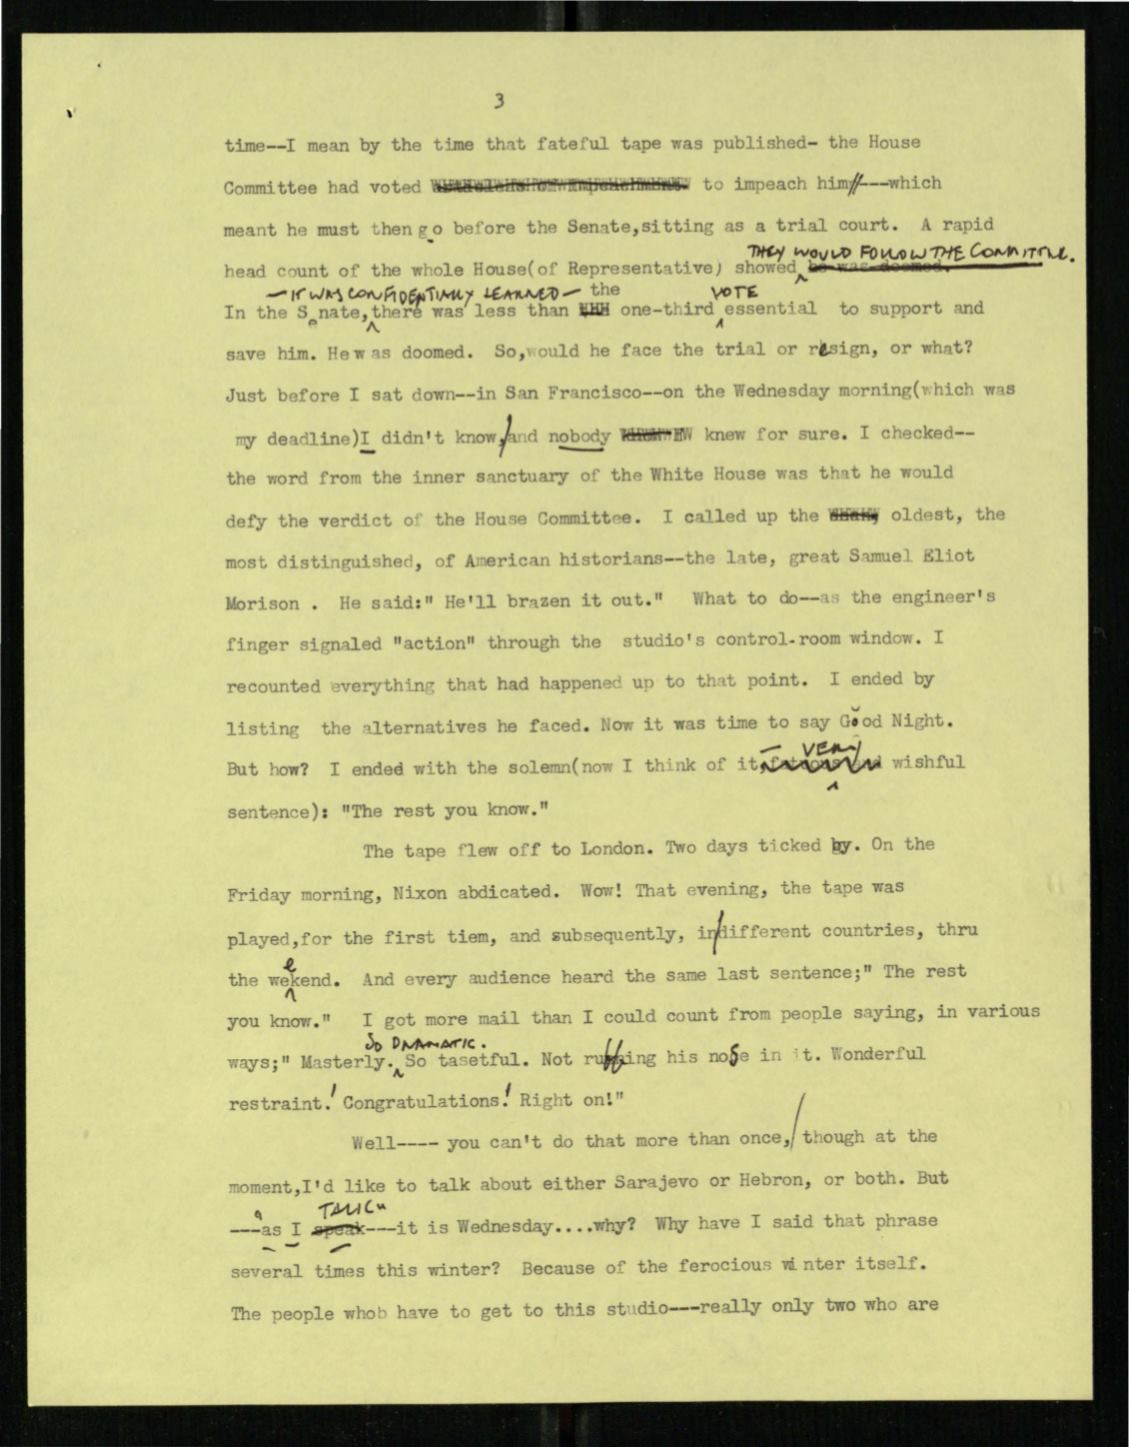 3
time--I mean by the time that fateful tape was published- the House
Committee had voted to impeach him//---which
meant he must then go before the Senate,sitting as a trial court. A rapid
THEY WOULD FOLLOW THE COMMITTEE.
head count of the whole House(of Representative) showed he was doomed.
-IT WAS CONFIDENTIALLY LEARNED- the VOTE
In the Senate,there was less than one-third essential to support and
save him. He was doomed. So,would he face the trial or resign, or what?
Just before I sat down--in San Francisco--on the Wednesday morning(which was
my deadline)I didn't know,/and nobody knew for sure. I checked--
the word from the inner sanctuary of the White House was that he would
defy the verdict of the House Committee. I called up the oldest, the
most distinguished, of American historians--the late, great Samuel Eliot
Morison . He said:" He'll brazen it out." What to do--as the engineer's
finger signaled "action" through the studio's control-room window. I
recounted everything that had happened up to that point. I ended by
listing the alternatives he faced. Now it was time to say Good Night.
VERY
But how? I ended with the solemn(now I think of it, wishful
sentence): "The rest you know."
The tape flew off to London. Two days ticked by. On the
Friday morning, Nixon abdicated. Wow! That evening, the tape was
played,for the first tiem, and subsequently, in/different countries, thru
e
the wekend. And every audience heard the same last sentence;" The rest
you know." I got more mail than I could count from people saying, in various
SO DRAMATIC.
ways;" Masterly. So tasetful. Not rubbing his nose in it. Wonderful
restraint! Congratulations! Right on!"
Well---- you can't do that more than once,/though at the
moment,I'd like to talk about either Sarajevo or Hebron, or both. But
TALK
---as I speak---it is Wednesday....why? Why have I said that phrase
several times this winter? Because of the ferocious winter itself.
The people whob have to get to this studio---really only two who are